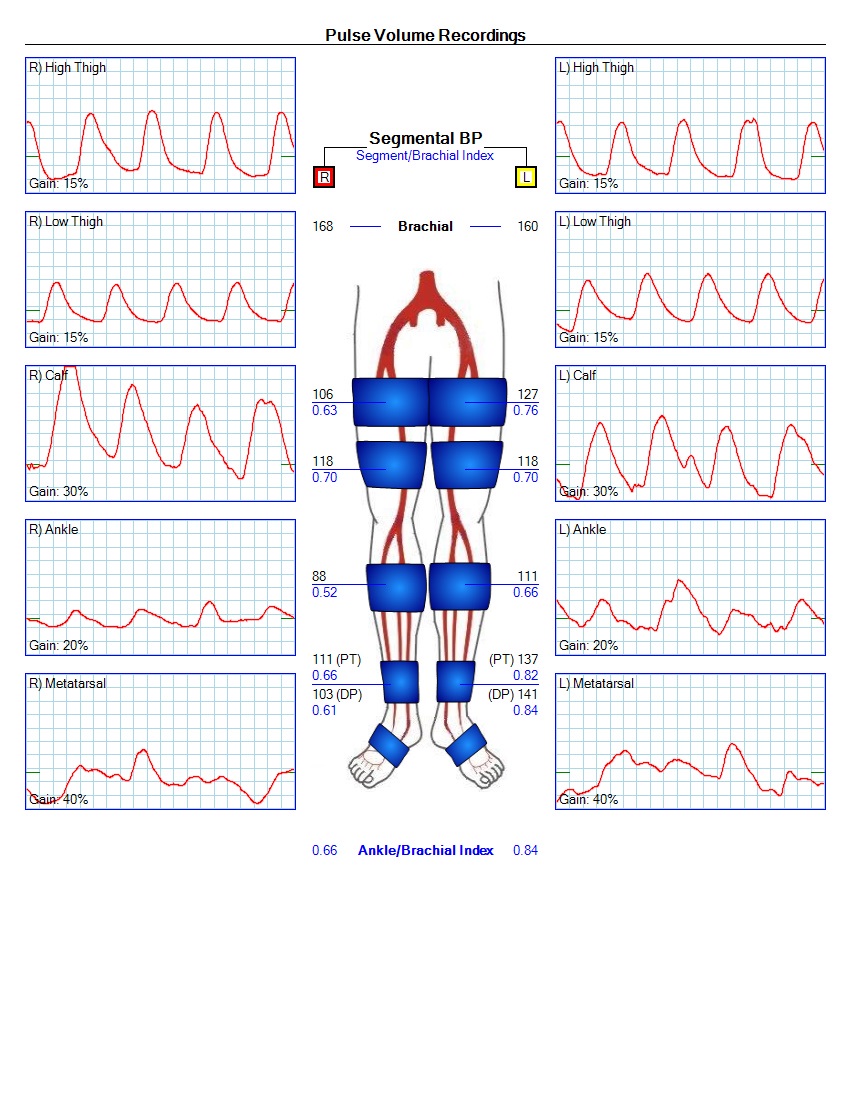 Pulse Volume Recordings
R) High Thigh
Gain: 15%
R) Low Thigh
Gain: 15%
R) Calf
Gain: 30%
R) Ankle
Gain: 20%
R) Metatarsal
Gain: 40%
Segmental BP
Segment/Brachial Index
R L
168 Brachial 160
106 127
0.63 0.76
118 118
0.70 0.70
88 111
0.52 0.66
111 (PT) (PT) 137
0.66 0.82
103 (DP) (DP) 141
0.61 0.84
0.66 Ankle/Brachial Index 0.84
L) High Thigh
Gain: 15%
L) Low Thigh
Gain: 15%
L) Calf
Gain: 30%
L) Ankle
Gain: 20%
L) Metatarsal
Gain: 40%